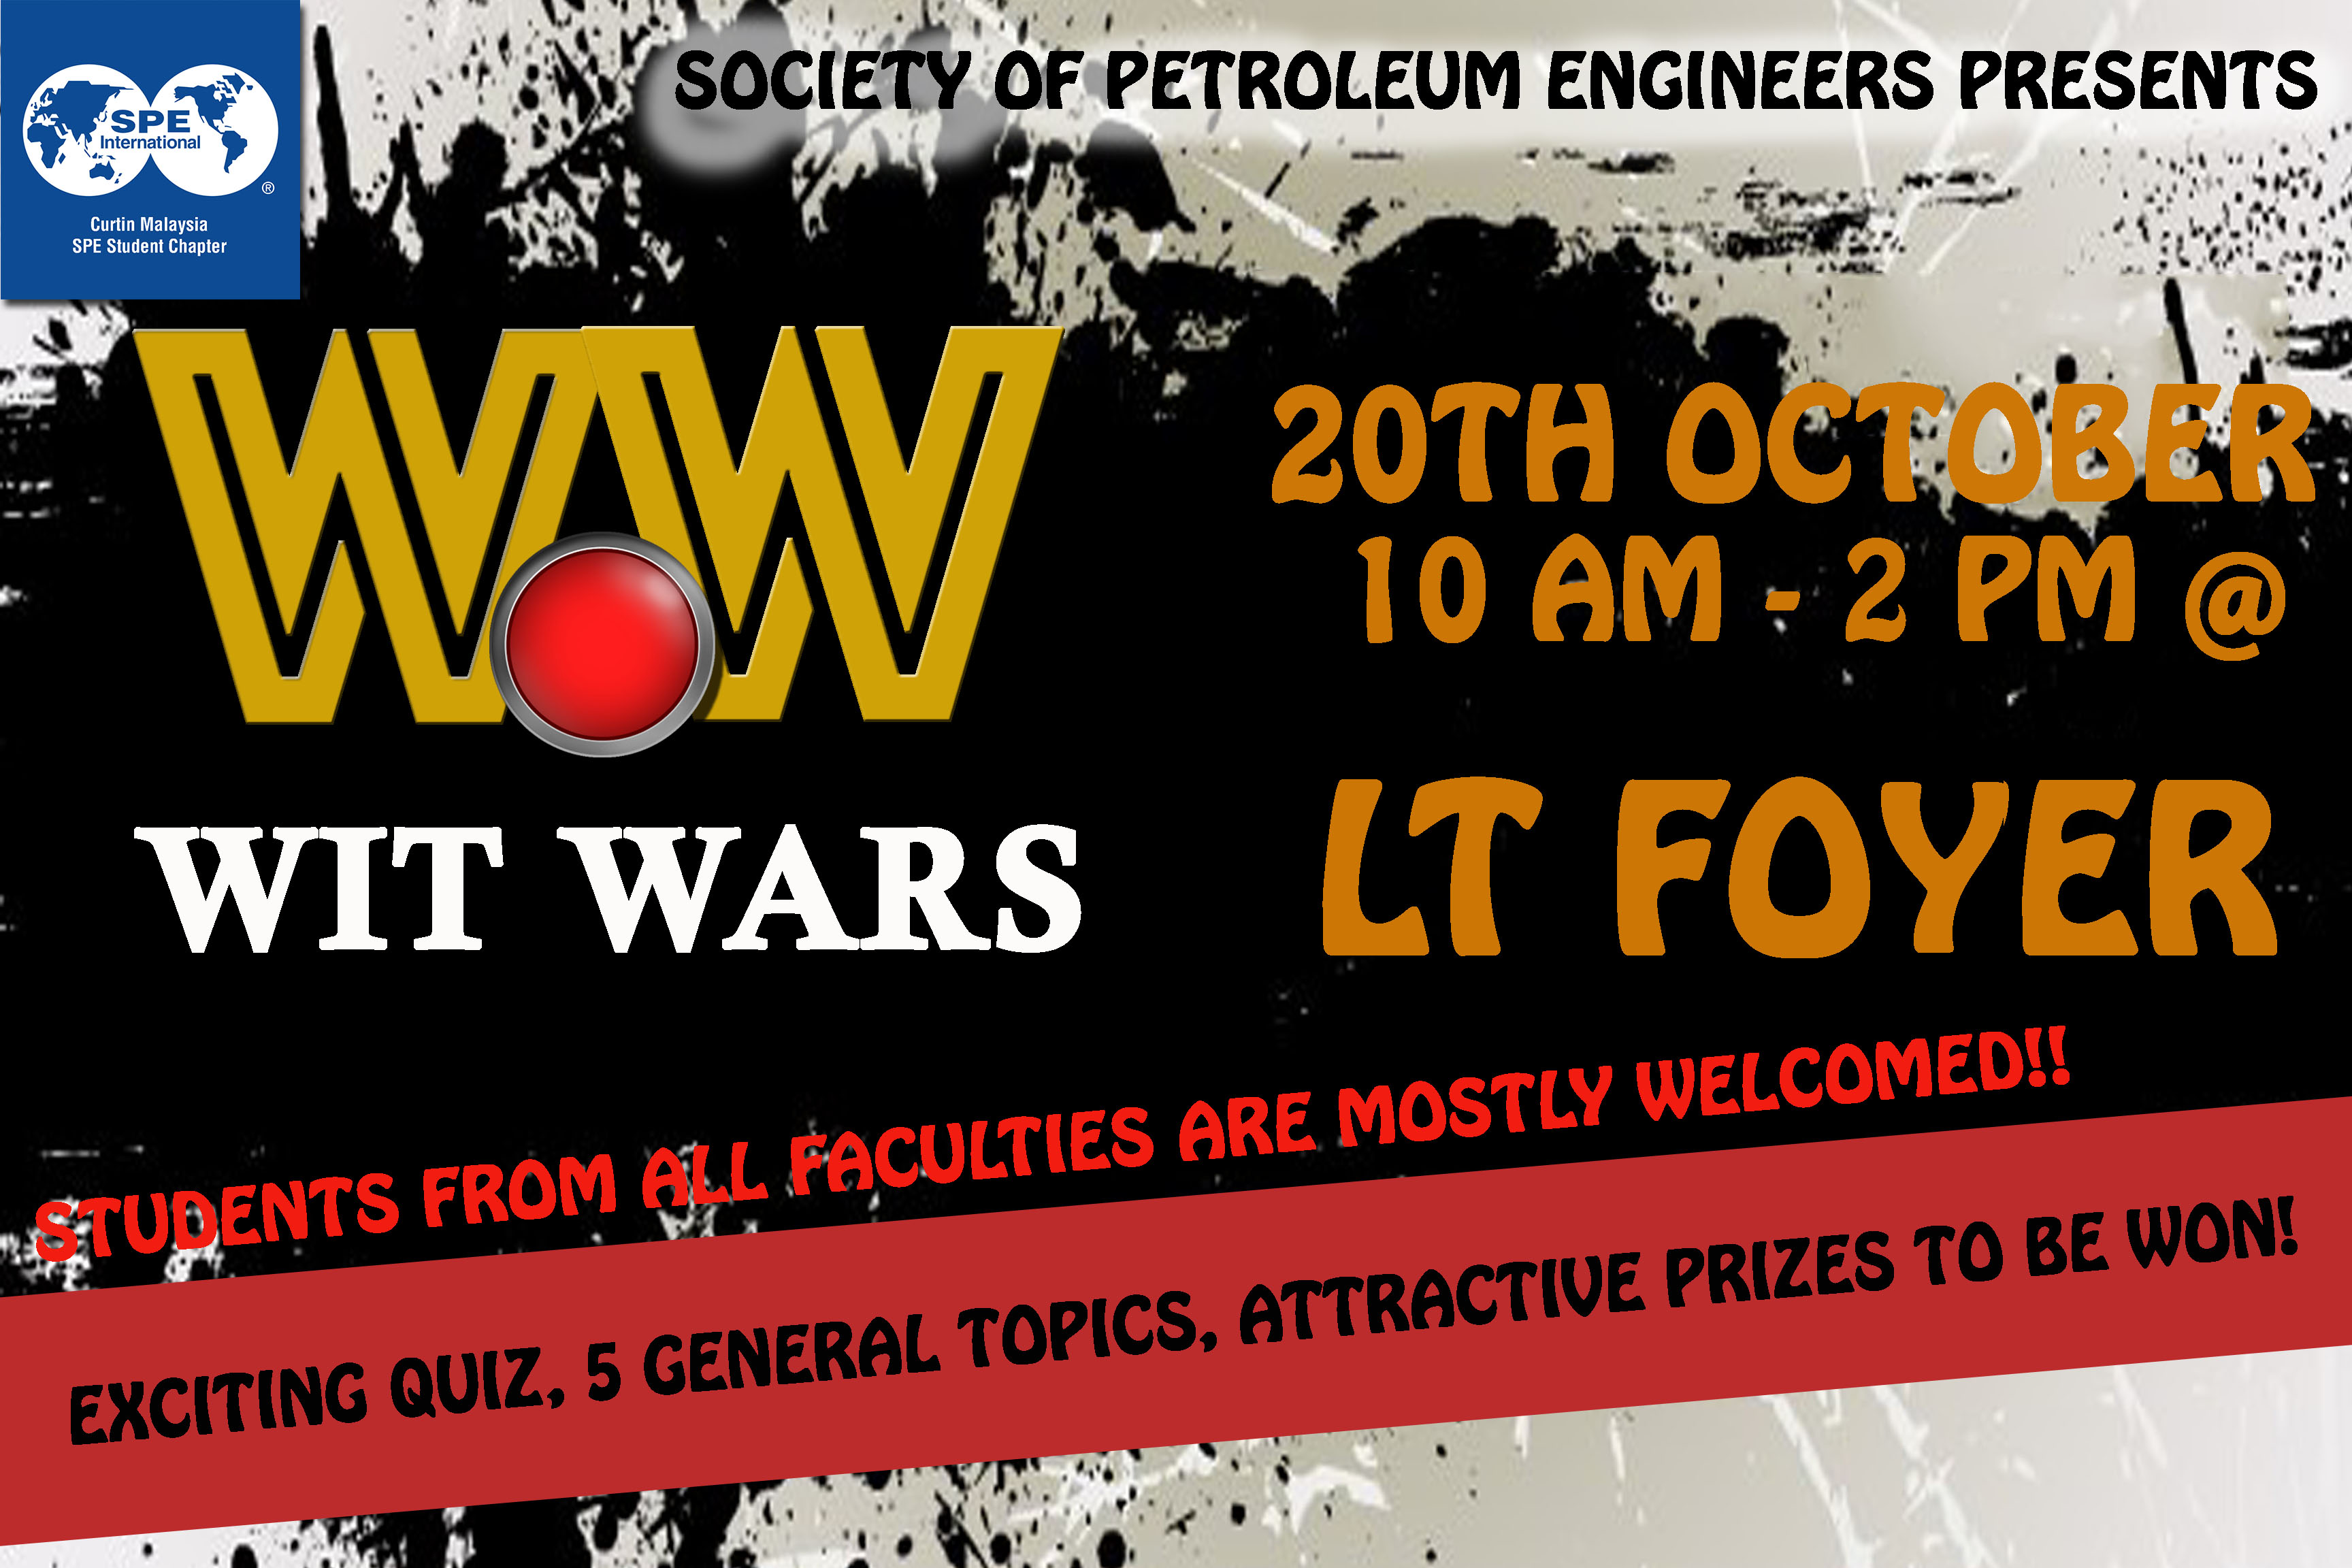 SPE
International
®
Curtin Malaysia
SPE Student Chapter
SOCIETY OF PETROLEUM ENGINEERS PRESENTS
WW
WIT WARS
20TH OCTOBER
10 AM - 2 PM @
LT FOYER
STUDENTS FROM ALL FACULTIES ARE MOSTLY WELCOMED!!
EXCITING QUIZ, 5 GENERAL TOPICS, ATTRACTIVE PRIZES TO BE WON!